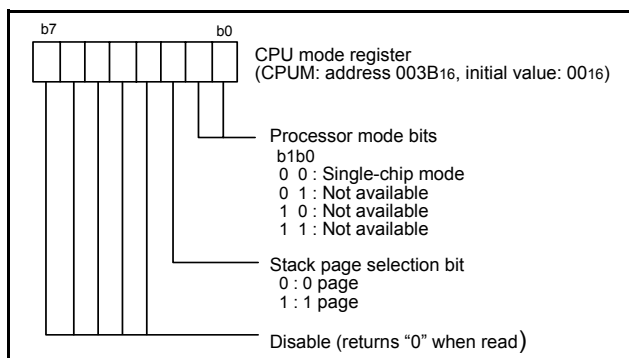 b7 b0
CPU mode register
(CPUM: address 003B16, initial value: 0016)
Processor mode bits
b1b0
0 0 : Single-chip mode
0 1 : Not available
1 0 : Not available
1 1 : Not available
Stack page selection bit
0 : 0 page
1 : 1 page
Disable (returns “0” when read)